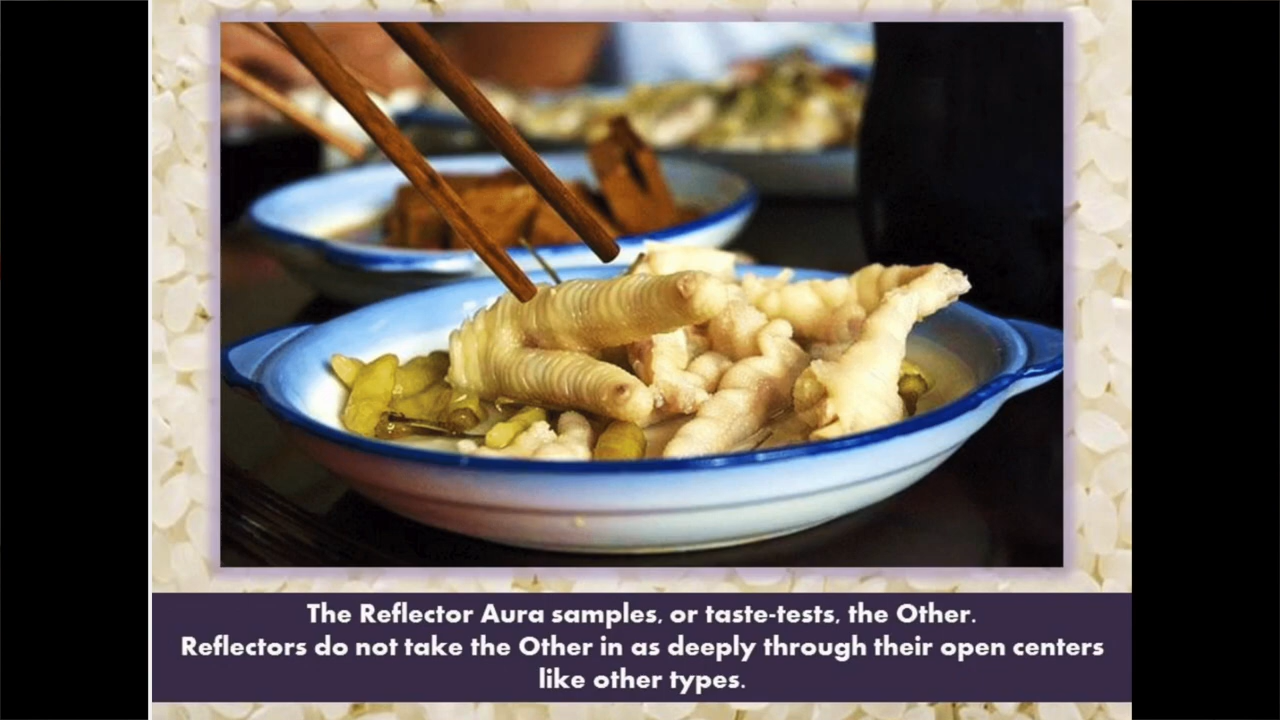 The Reflector Aura samples, or taste-tests, the Other.
Reflectors do not take the Other in as deeply through their open centers
like other types.